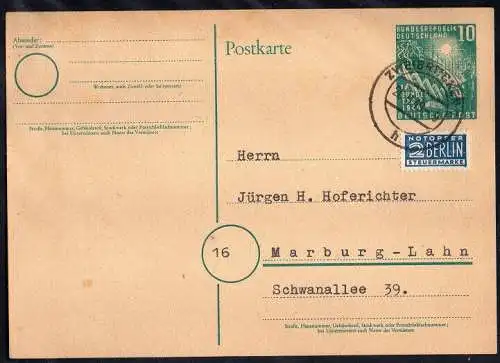 Absender:
(Vor- und Zuname)
Wohnort, auch Zustell- oder Leitpostamt
Straße, Hausnummer, Gebäudeteil, Stockwerk oder Postschließfachnummer;
bei Untermietern auch Name des Vermieters
Postkarte
10
BUNDESREPUBLIK
DEUTSCHLAND
DEUTSCHE POST
NOTOPFER
2 BERLIN
STEUERMARKE
Herrn
Jürgen H. Hoferichter
16
Marburg-Lahn
Schwanallee 39.
Straße, Hausnummer, Gebäudeteil, Stockwerk oder Postschließfachnummer;
bei Untermietern auch Name des Vermieters